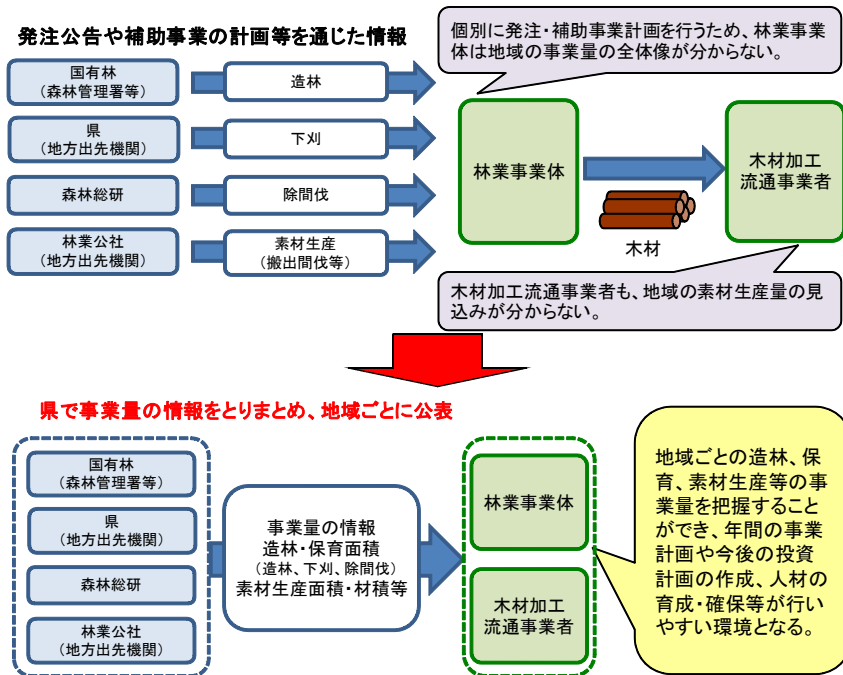 発注公告や補助事業の計画等を通じた情報
個別に発注・補助事業計画を行うため、林業事業
体は地域の事業量の全体像が分からない。
国有林
（森林管理署等）
造林
県
（地方出先機関）
下刈
森林総研
除間伐
林業公社
（地方出先機関）
素材生産
（搬出間伐等）
林業事業体
木材
木材加工
流通事業者
木材加工流通事業者も、地域の素材生産量の見
込みが分からない。
県で事業量の情報をとりまとめ、地域ごとに公表
国有林
（森林管理署等）
県
（地方出先機関）
森林総研
林業公社
（地方出先機関）
事業量の情報
造林・保育面積
（造林、下刈、除間伐）
素材生産面積・材積等
林業事業体
木材加工
流通事業者
地域ごとの造林、保
育、素材生産等の事
業量を把握すること
ができ、年間の事業
計画や今後の投資
計画の作成、人材の
育成・確保等が行い
やすい環境となる。